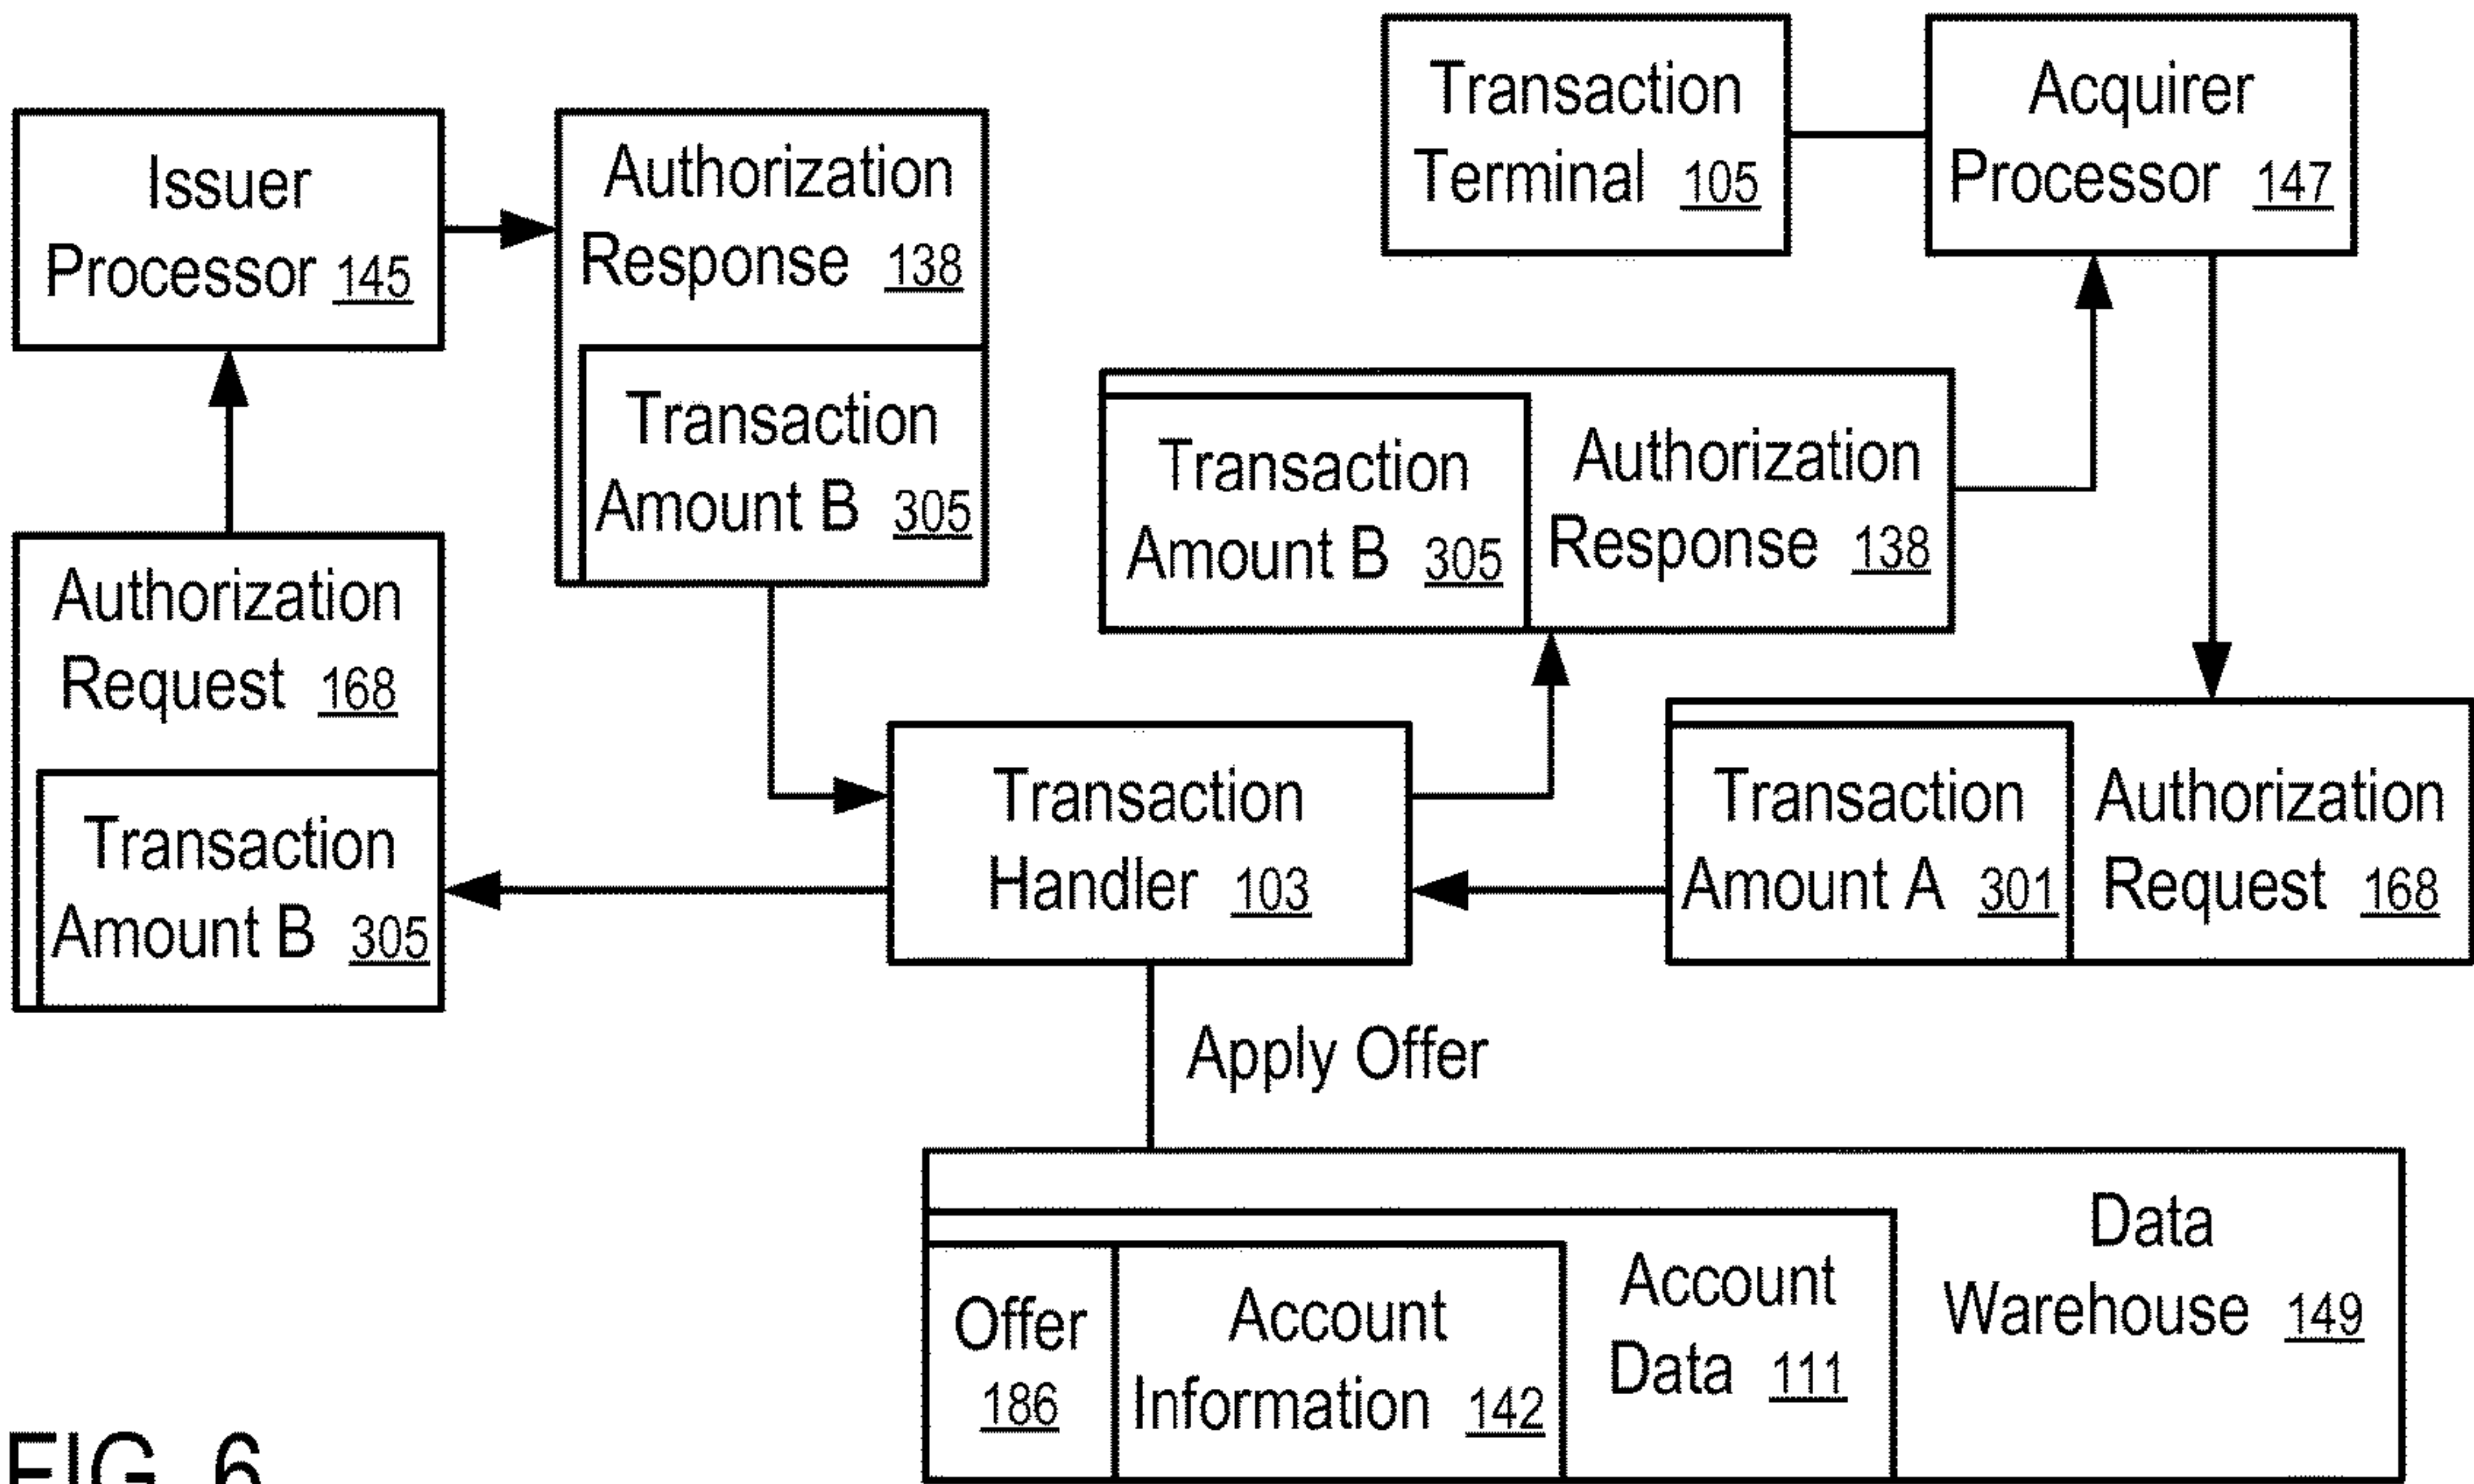 Transaction
Terminal 105
Acquirer
Processor 147
Issuer
Processor 145
Authorization
Response 138
Transaction
Amount B 305
Transaction
Amount B 305
Authorization
Response 138
Authorization
Request 168
Transaction
Amount B 305
Transaction
Handler 103
Transaction
Amount A 301
Authorization
Request 168
Apply Offer
Data
Warehouse 149
Account
Data 111
Account
Information 142
Offer
186
FIG. 6